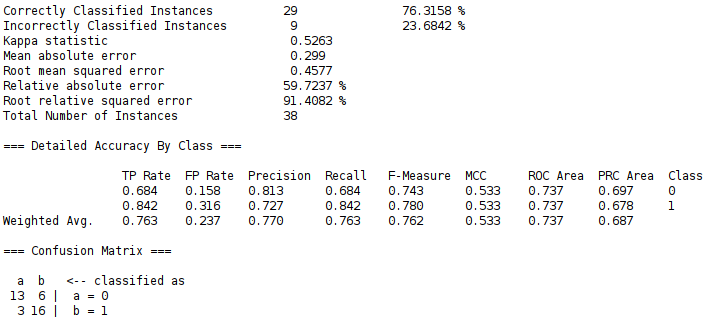 Correctly Classified Instances          29               76.3158 %
Incorrectly Classified Instances         9               23.6842 %
Kappa statistic                          0.5263
Mean absolute error                      0.299
Root mean squared error                  0.4577
Relative absolute error                 59.7237 %
Root relative squared error             91.4082 %
Total Number of Instances               38
=== Detailed Accuracy By Class ===
                 TP Rate  FP Rate  Precision  Recall   F-Measure  MCC      ROC Area  PRC Area  Class
                 0.684    0.158    0.813      0.684    0.743      0.533    0.737     0.697     0
                 0.842    0.316    0.727      0.842    0.780      0.533    0.737     0.678     1
Weighted Avg.    0.763    0.237    0.770      0.763    0.762      0.533    0.737     0.687
=== Confusion Matrix ===
  a  b   <-- classified as
 13  6 |  a = 0
  3 16 |  b = 1